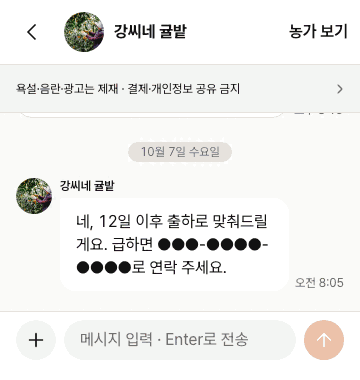 강씨네 귤밭
농가 보기
욕설·음란·광고는 제재 · 결제·개인정보 공유 금지
10월 7일 수요일
강씨네 귤밭
네, 12일 이후 출하로 맞춰드릴
게요. 급하면 ●●●-●●●●-
●●●●로 연락 주세요.
오전 8:05
메시지 입력 · Enter로 전송